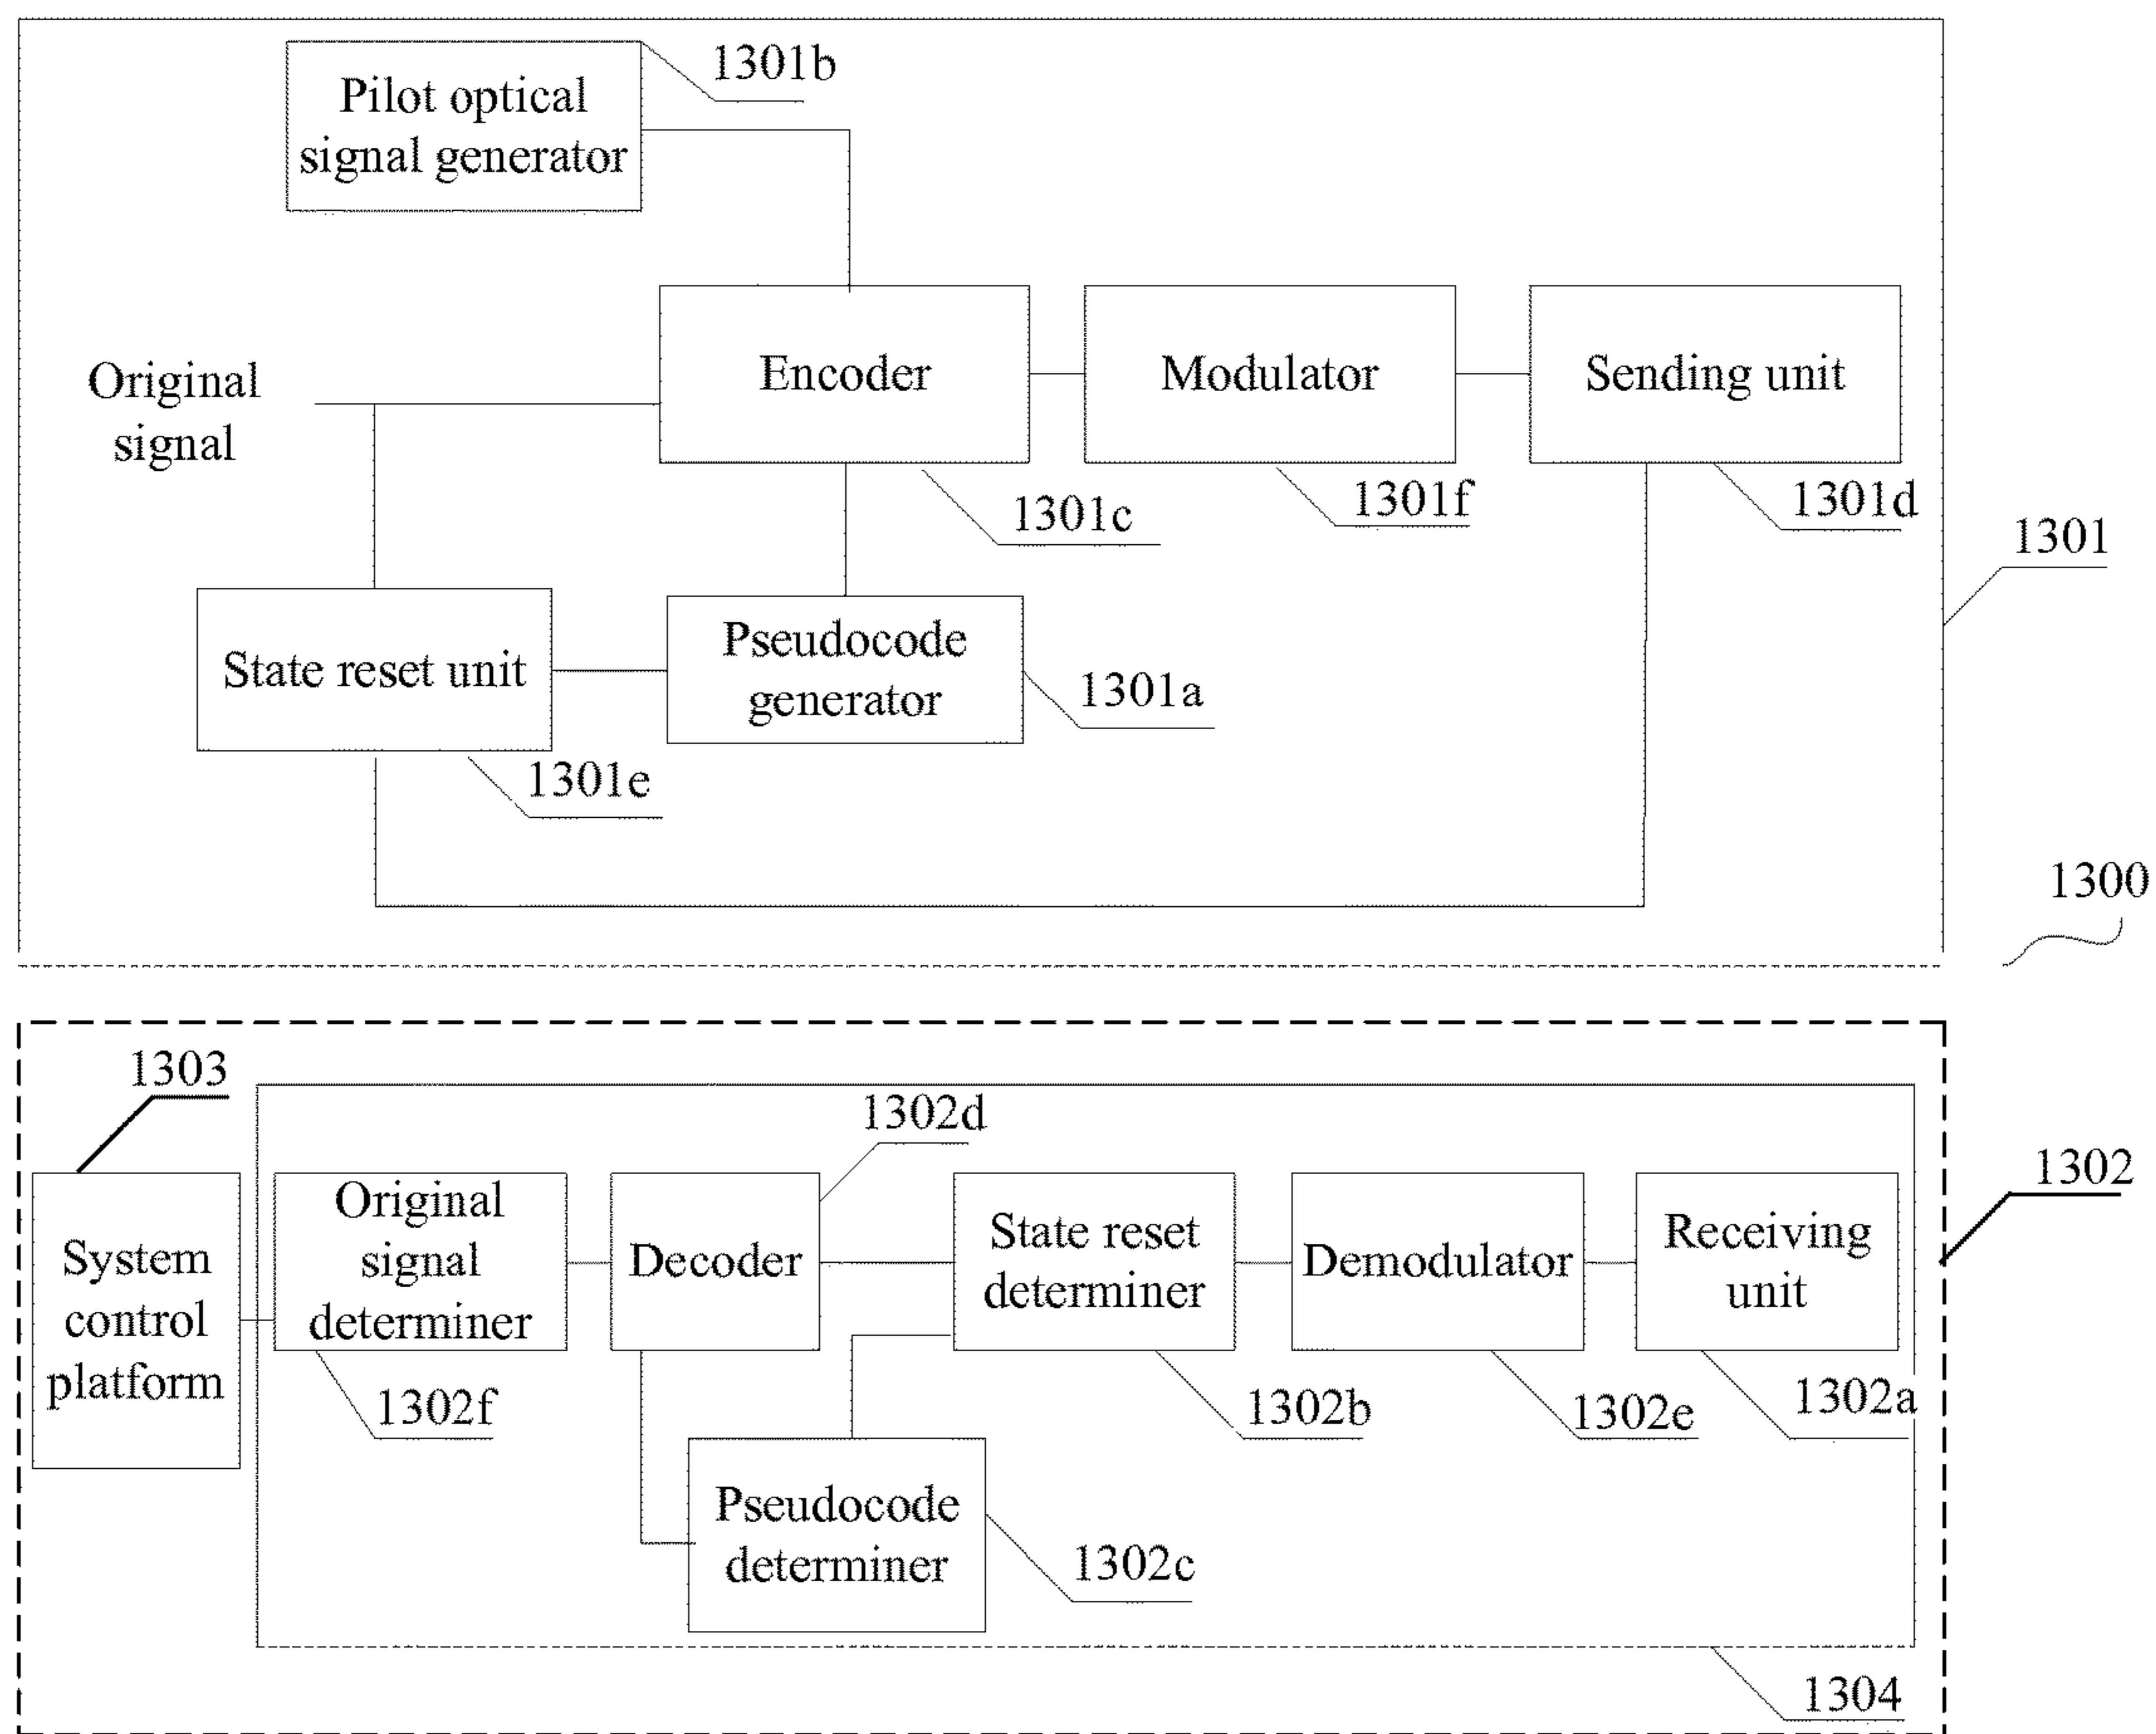 1301b
Pilot optical
signal generator
Original
signal
Encoder
Modulator
Sending unit
1301c
1301f
1301d
1301
State reset unit
Pseudocode
generator
1301a
1301e
1300
1303
1302d
1302
System
control
platform
Original
signal
determiner
Decoder
State reset
determiner
Demodulator
Receiving
unit
1302f
1302b
1302e
1302a
Pseudocode
determiner
1302c
1304